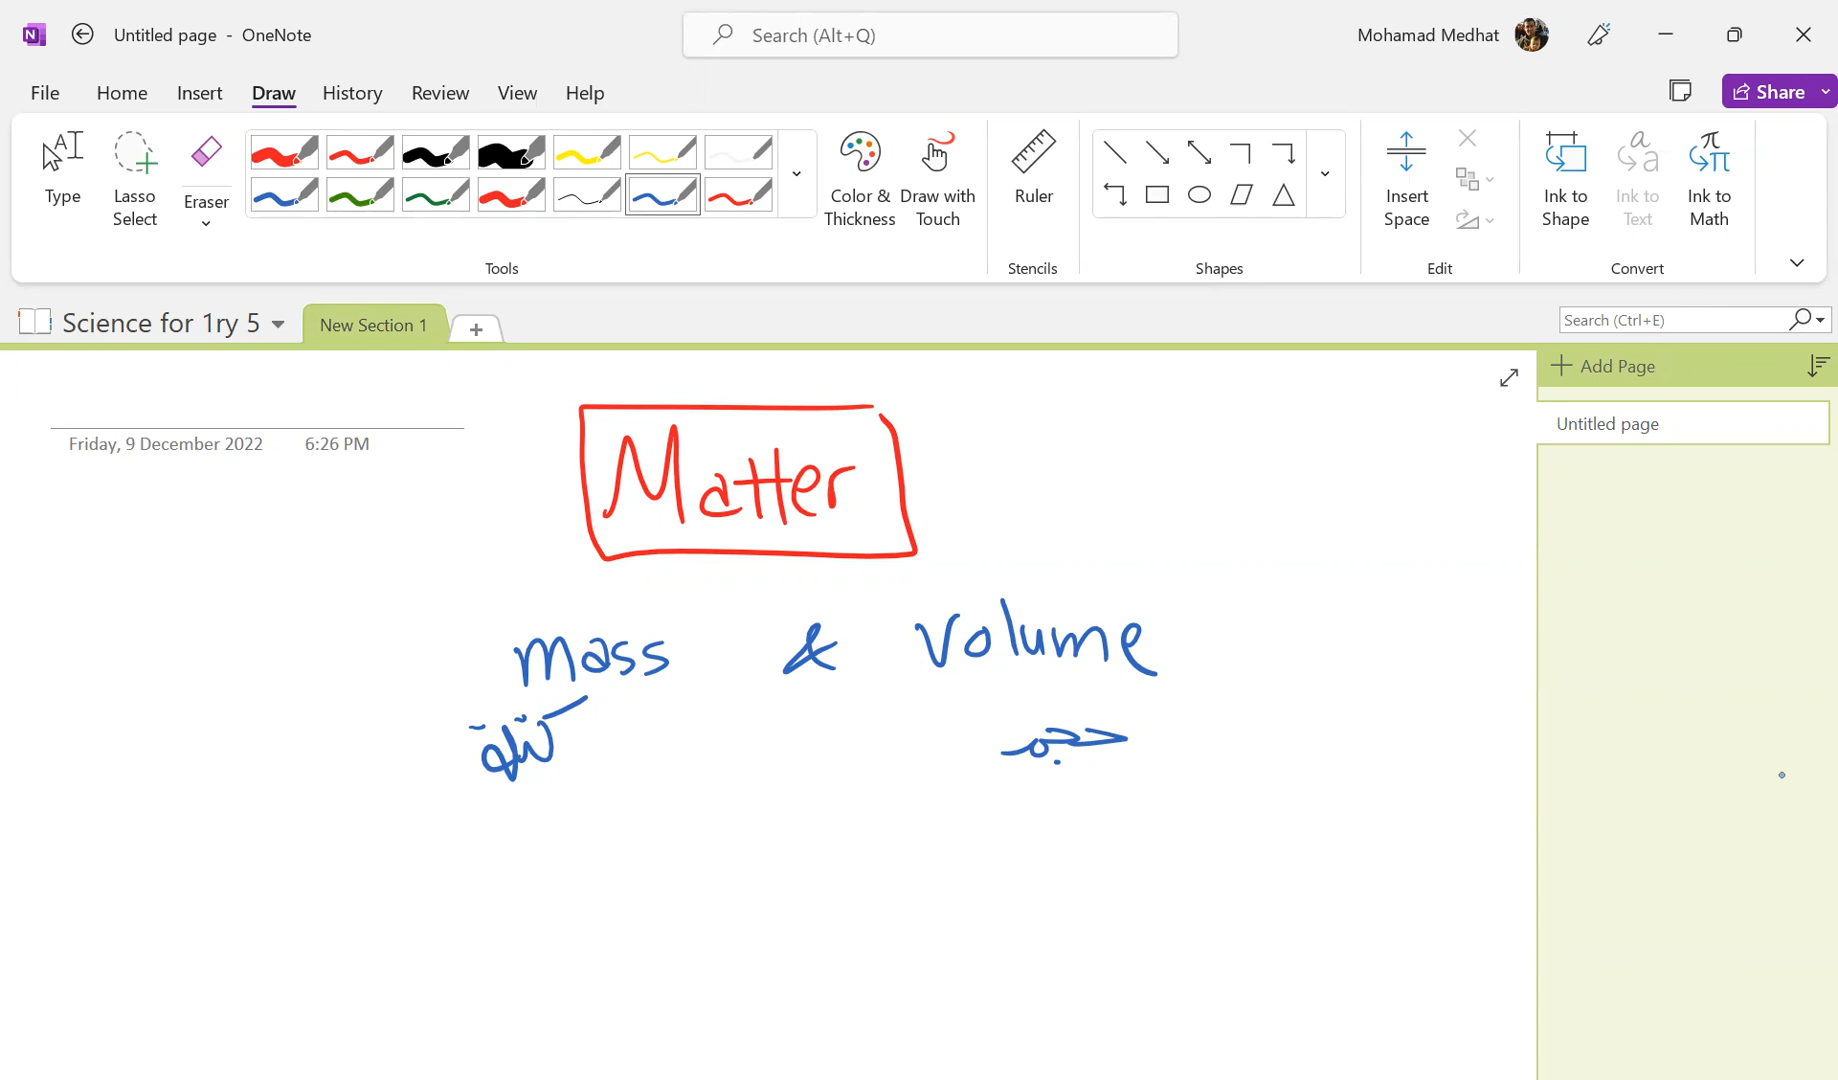 Untitled page - OneNote
Search (Alt+Q)
Mohamad Medhat
File Home Insert Draw History Review View Help
Share
Type
Lasso Select
Eraser
Color & Thickness
Draw with Touch
Ruler
Insert Space
Ink to Shape
Ink to Text
Ink to Math
Tools Stencils Shapes Edit Convert
Science for 1ry 5 New Section 1
Search (Ctrl+E)
Add Page
Untitled page
Friday, 9 December 2022 6:26 PM
Matter
mass & Volume
كتلة حجم